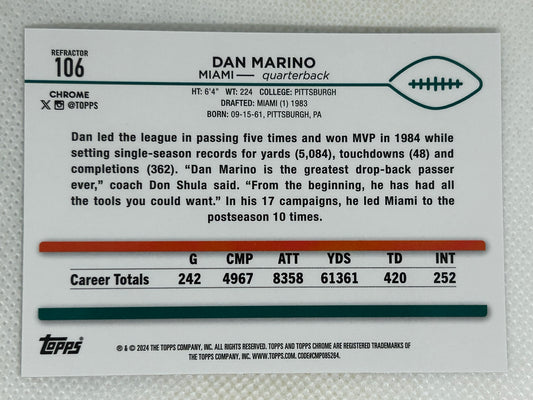 REFRACTOR
106
CHROME
@TOPPS
DAN MARINO
MIAMI — quarterback
HT: 6'4" WT: 224 COLLEGE: PITTSBURGH
DRAFTED: MIAMI (1) 1983
BORN: 09-15-61, PITTSBURGH, PA
Dan led the league in passing five times and won MVP in 1984 while
setting single-season records for yards (5,084), touchdowns (48) and
completions (362). “Dan Marino is the greatest drop-back passer
ever,” coach Don Shula said. “From the beginning, he has had all
the tools you could want.” In his 17 campaigns, he led Miami to the
postseason 10 times.
G CMP ATT YDS TD INT
Career Totals 242 4967 8358 61361 420 252
Topps
® & © 2024 THE TOPPS COMPANY, INC. ALL RIGHTS RESERVED. TOPPS AND TOPPS CHROME ARE REGISTERED TRADEMARKS OF
THE TOPPS COMPANY, INC. WWW.TOPPS.COM. CODE#CMP085264.